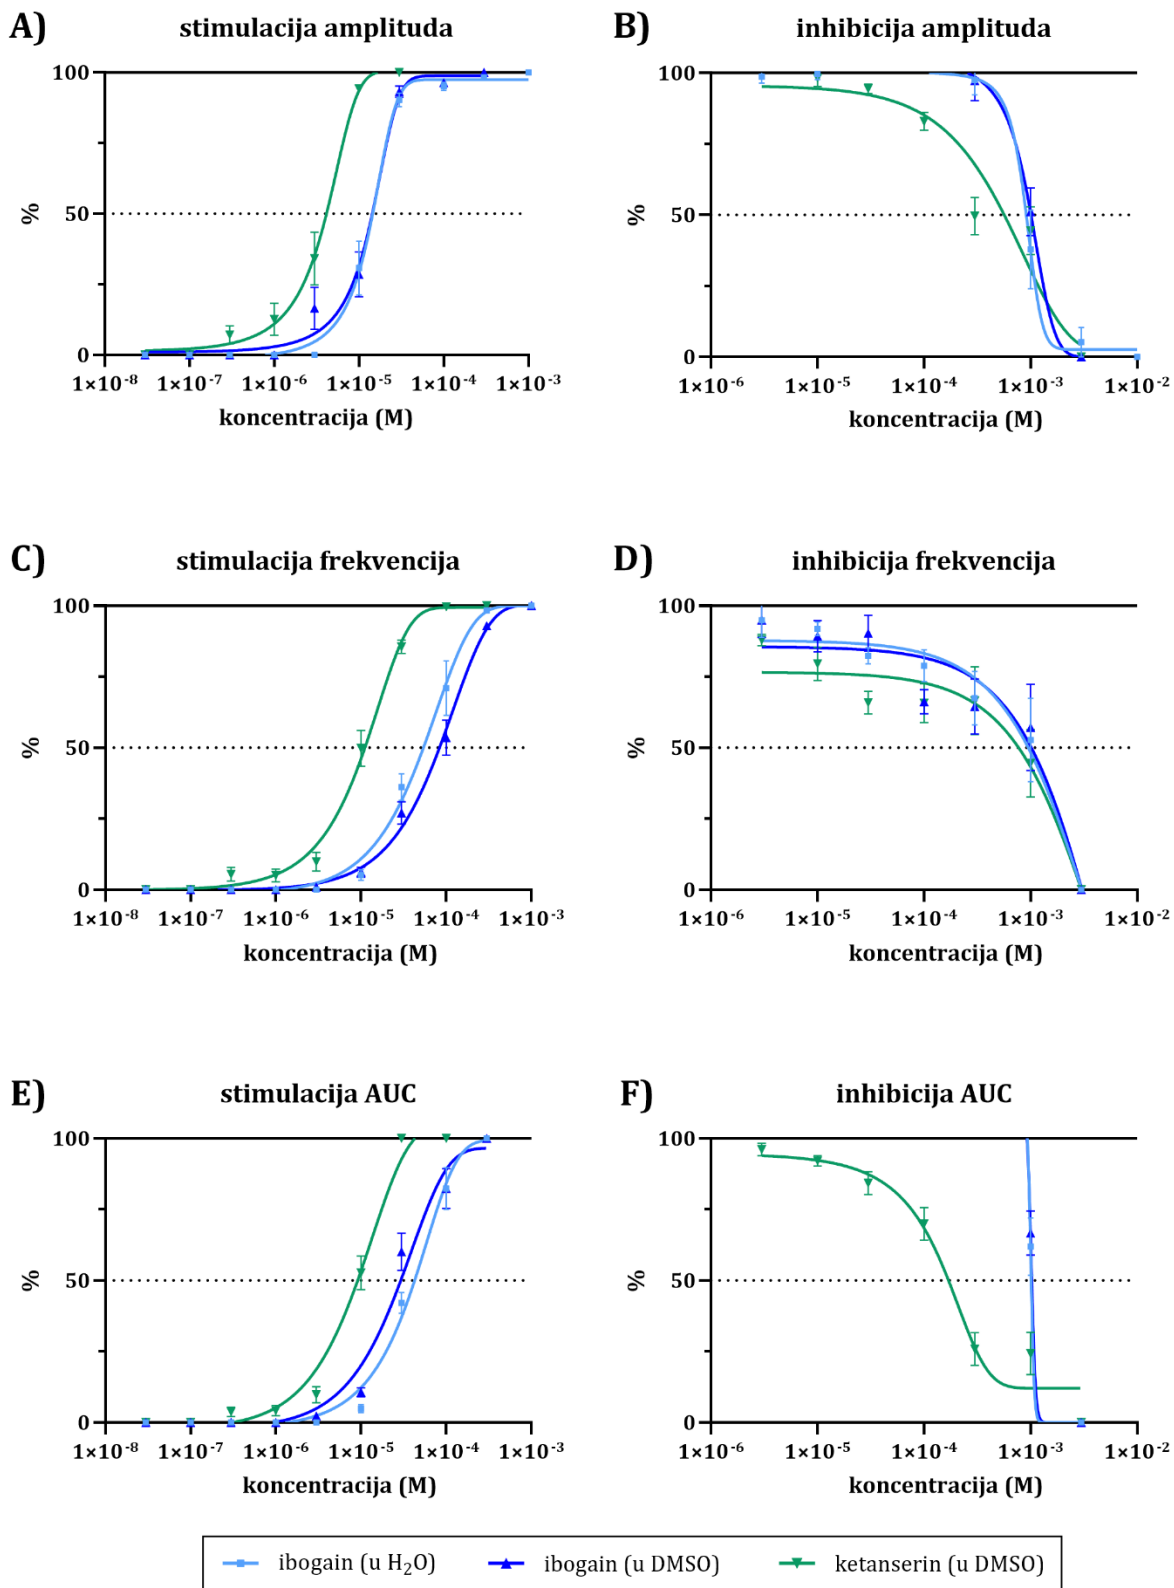 A) stimulacija amplituda
100
50
0
%
1×10⁻⁸ 1×10⁻⁷ 1×10⁻⁶ 1×10⁻⁵ 1×10⁻⁴ 1×10⁻³
koncentracija (M)
B) inhibicija amplituda
100
50
0
%
1×10⁻⁶ 1×10⁻⁵ 1×10⁻⁴ 1×10⁻³ 1×10⁻²
koncentracija (M)
C) stimulacija frekvencija
100
50
0
%
1×10⁻⁸ 1×10⁻⁷ 1×10⁻⁶ 1×10⁻⁵ 1×10⁻⁴ 1×10⁻³
koncentracija (M)
D) inhibicija frekvencija
100
50
0
%
1×10⁻⁶ 1×10⁻⁵ 1×10⁻⁴ 1×10⁻³ 1×10⁻²
koncentracija (M)
E) stimulacija AUC
100
50
0
%
1×10⁻⁸ 1×10⁻⁷ 1×10⁻⁶ 1×10⁻⁵ 1×10⁻⁴ 1×10⁻³
koncentracija (M)
F) inhibicija AUC
100
50
0
%
1×10⁻⁶ 1×10⁻⁵ 1×10⁻⁴ 1×10⁻³ 1×10⁻²
koncentracija (M)
ibogain (u H₂O) ibogain (u DMSO) ketanserin (u DMSO)